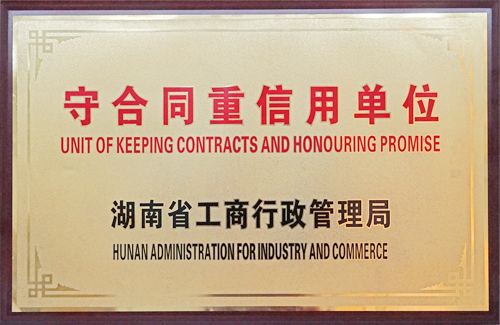 守合同重信用单位
UNIT OF KEEPING CONTRACTS AND HONOURING PROMISE
湖南省工商行政管理局
HUNAN ADMINISTRATION FOR INDUSTRY AND COMMERCE